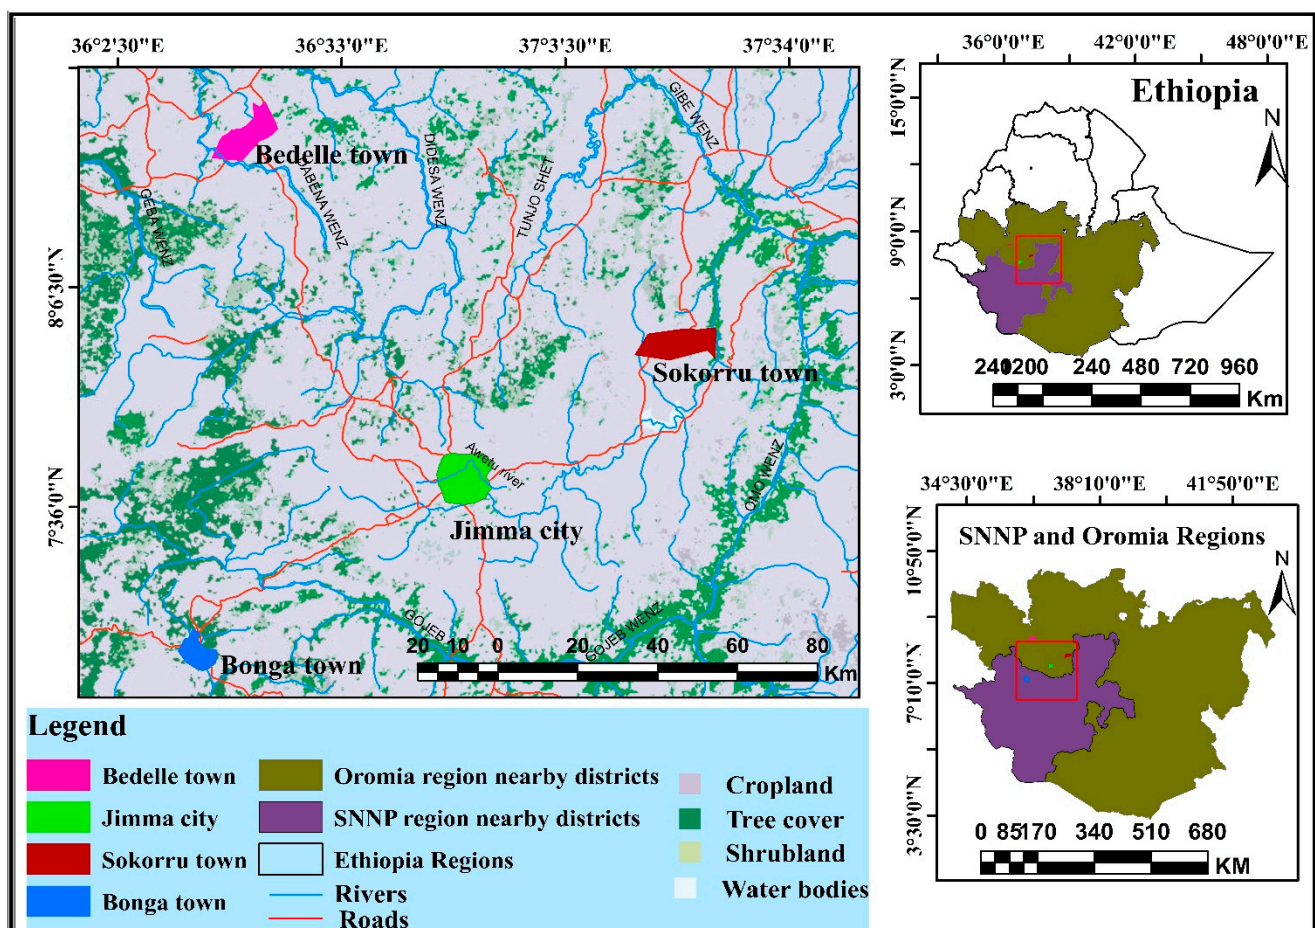 36°2'30"E 36°33'0"E 37°3'30"E 37°34'0"E
8°6'30"N
7°36'0"N
Bedelle town
GIBE WENZ
DIDESA WENZ
TUNJO SHET
DABENA WENZ
GEBA WENZ
Sokorru town
Awetu river
OMO WENZ
Jimma city
GOJEB
GOJEB WENZ
Bonga town
20 10 0 20 40 60 80
Km
36°0'0"E 42°0'0"E 48°0'0"E
15°0'0"N
9°0'0"N
3°0'0"N
Ethiopia
N
240 480 720 960
Km
34°30'0"E 38°10'0"E 41°50'0"E
10°50'0"N
7°10'0"N
3°30'0"N
SNNP and Oromia Regions
N
0 85 170 340 510 680
KM
Legend
Bedelle town
Jimma city
Sokorru town
Bonga town
Oromia region nearby districts
SNNP region nearby districts
Ethiopia Regions
Rivers
Roads
Cropland
Tree cover
Shrubland
Water bodies